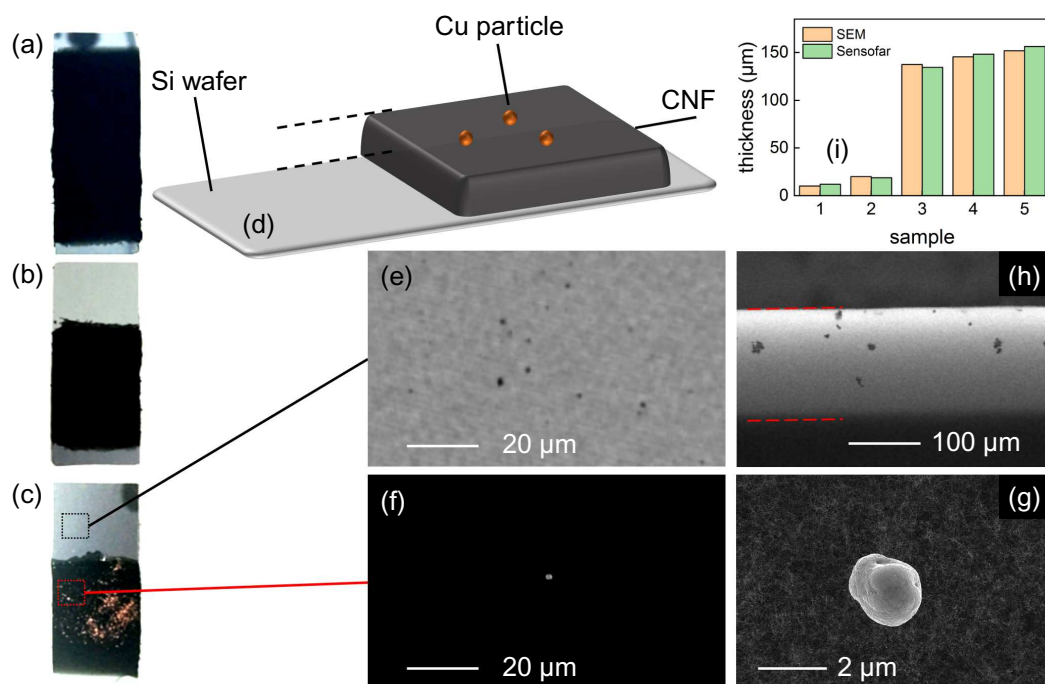 (a)
Cu particle
Si wafer
CNF
(d)
SEM
Sensofar
150
100
50
0
thickness (µm)
(i)
1 2 3 4 5
sample
(b)
(e)
20 µm
(h)
100 µm
(c)
(f)
20 µm
(g)
2 µm